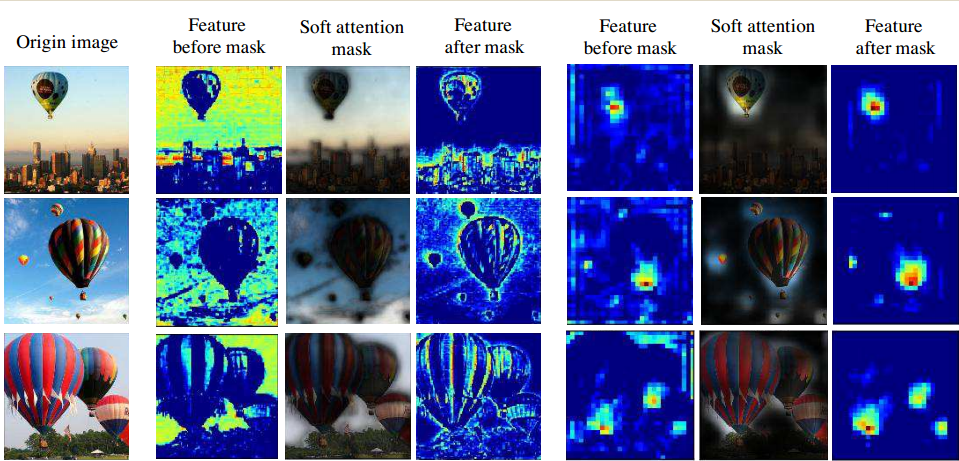 Origin image
Feature
before mask
Soft attention
mask
Feature
after mask
Feature
before mask
Soft attention
mask
Feature
after mask